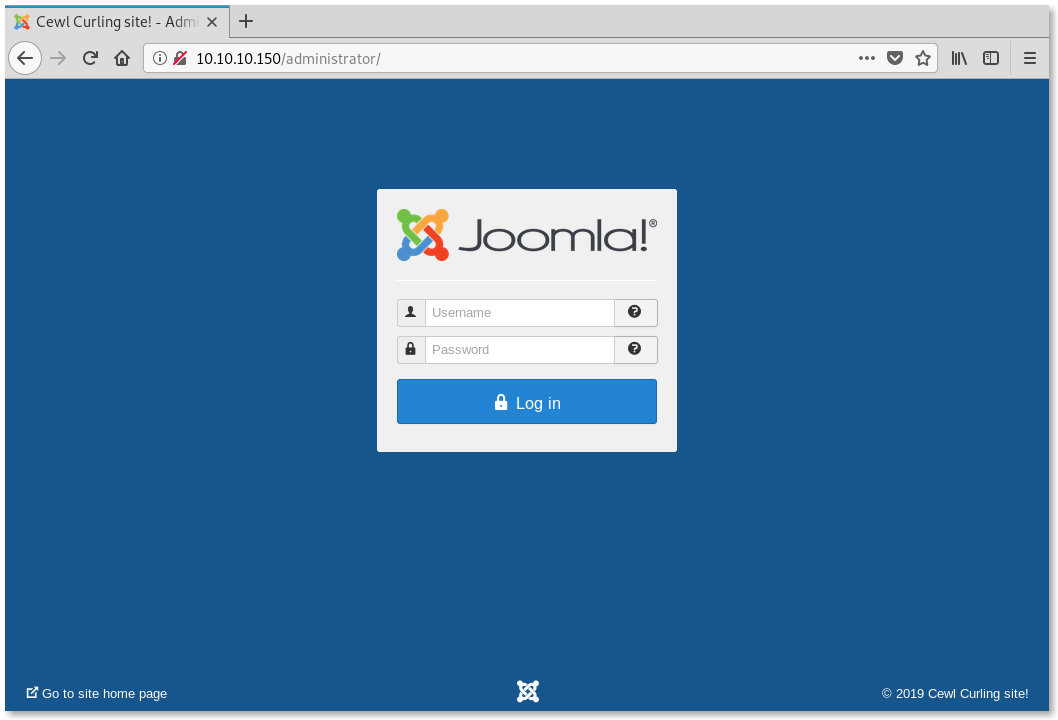 Cewl Curling site! - Admi
10.10.10.150/administrator/
Joomla!®
Username
Password
Log in
Go to site home page
© 2019 Cewl Curling site!